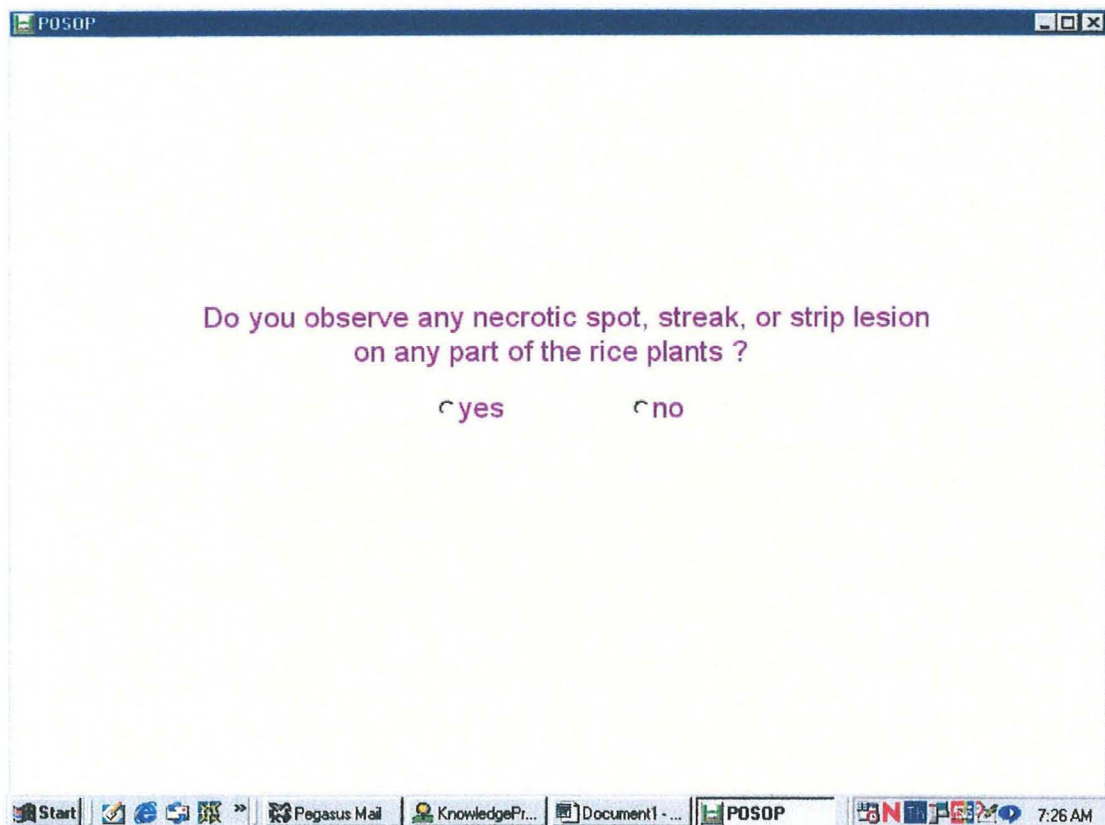 POSOP
Do you observe any necrotic spot, streak, or strip lesion
on any part of the rice plants ?
yes no
Start » Pegasus Mail KnowledgePr... Document1 - ... POSOP 7:26 AM